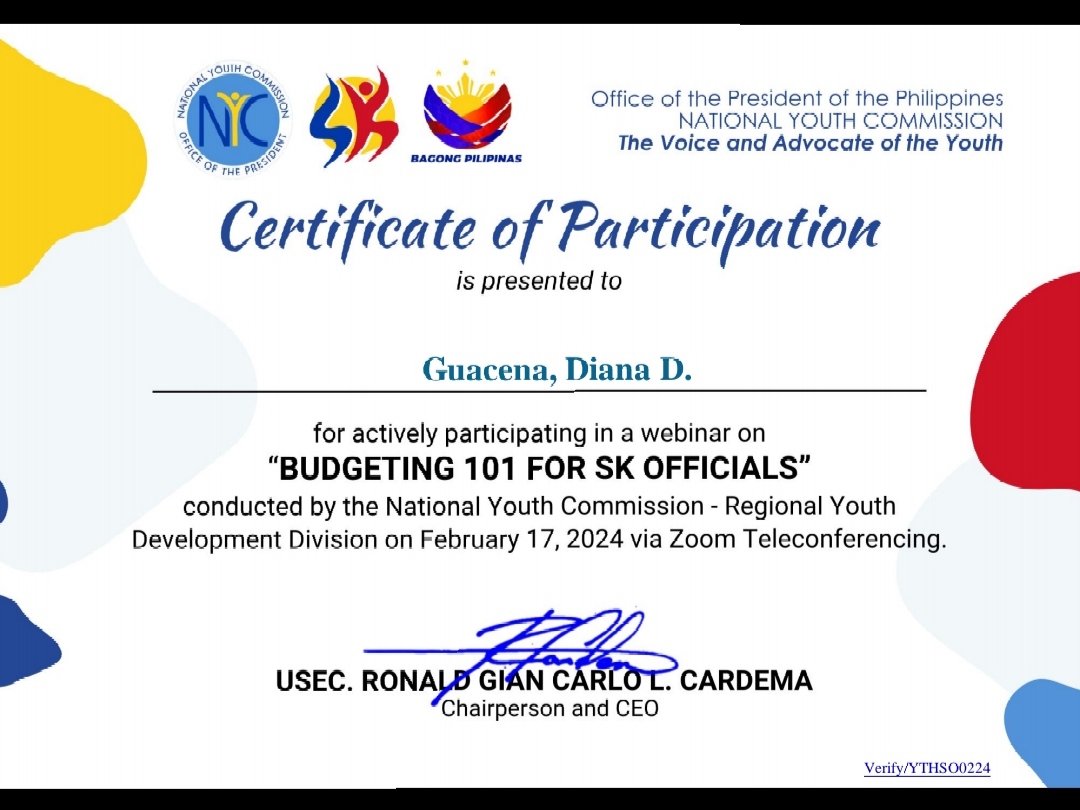 NATIONAL YOUTH COMMISSION
NYC
OFFICE OF THE PRESIDENT
SK
BAGONG PILIPINAS
Office of the President of the Philippines
NATIONAL YOUTH COMMISSION
The Voice and Advocate of the Youth
Certificate of Participation
is presented to
Guacena, Diana D.
for actively participating in a webinar on
“BUDGETING 101 FOR SK OFFICIALS”
conducted by the National Youth Commission - Regional Youth
Development Division on February 17, 2024 via Zoom Teleconferencing.
USEC. RONALD GIAN CARLO L. CARDEMA
Chairperson and CEO
Verify/YTHSO0224